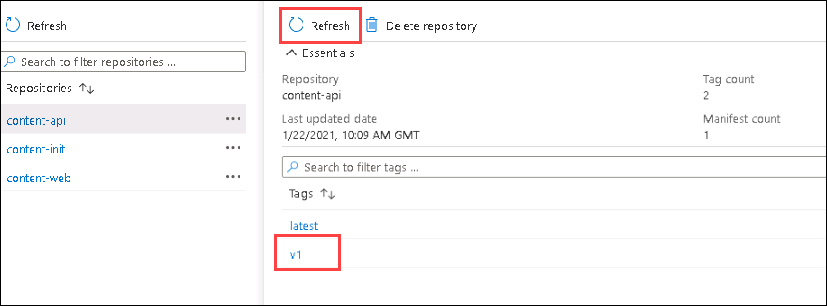 Refresh
Search to filter repositories ...
Repositories
content-api
content-init
content-web
Refresh
Delete repository
Essentials
Repository
content-api
Tag count
2
Last updated date
1/22/2021, 10:09 AM GMT
Manifest count
1
Search to filter tags ...
Tags
latest
v1